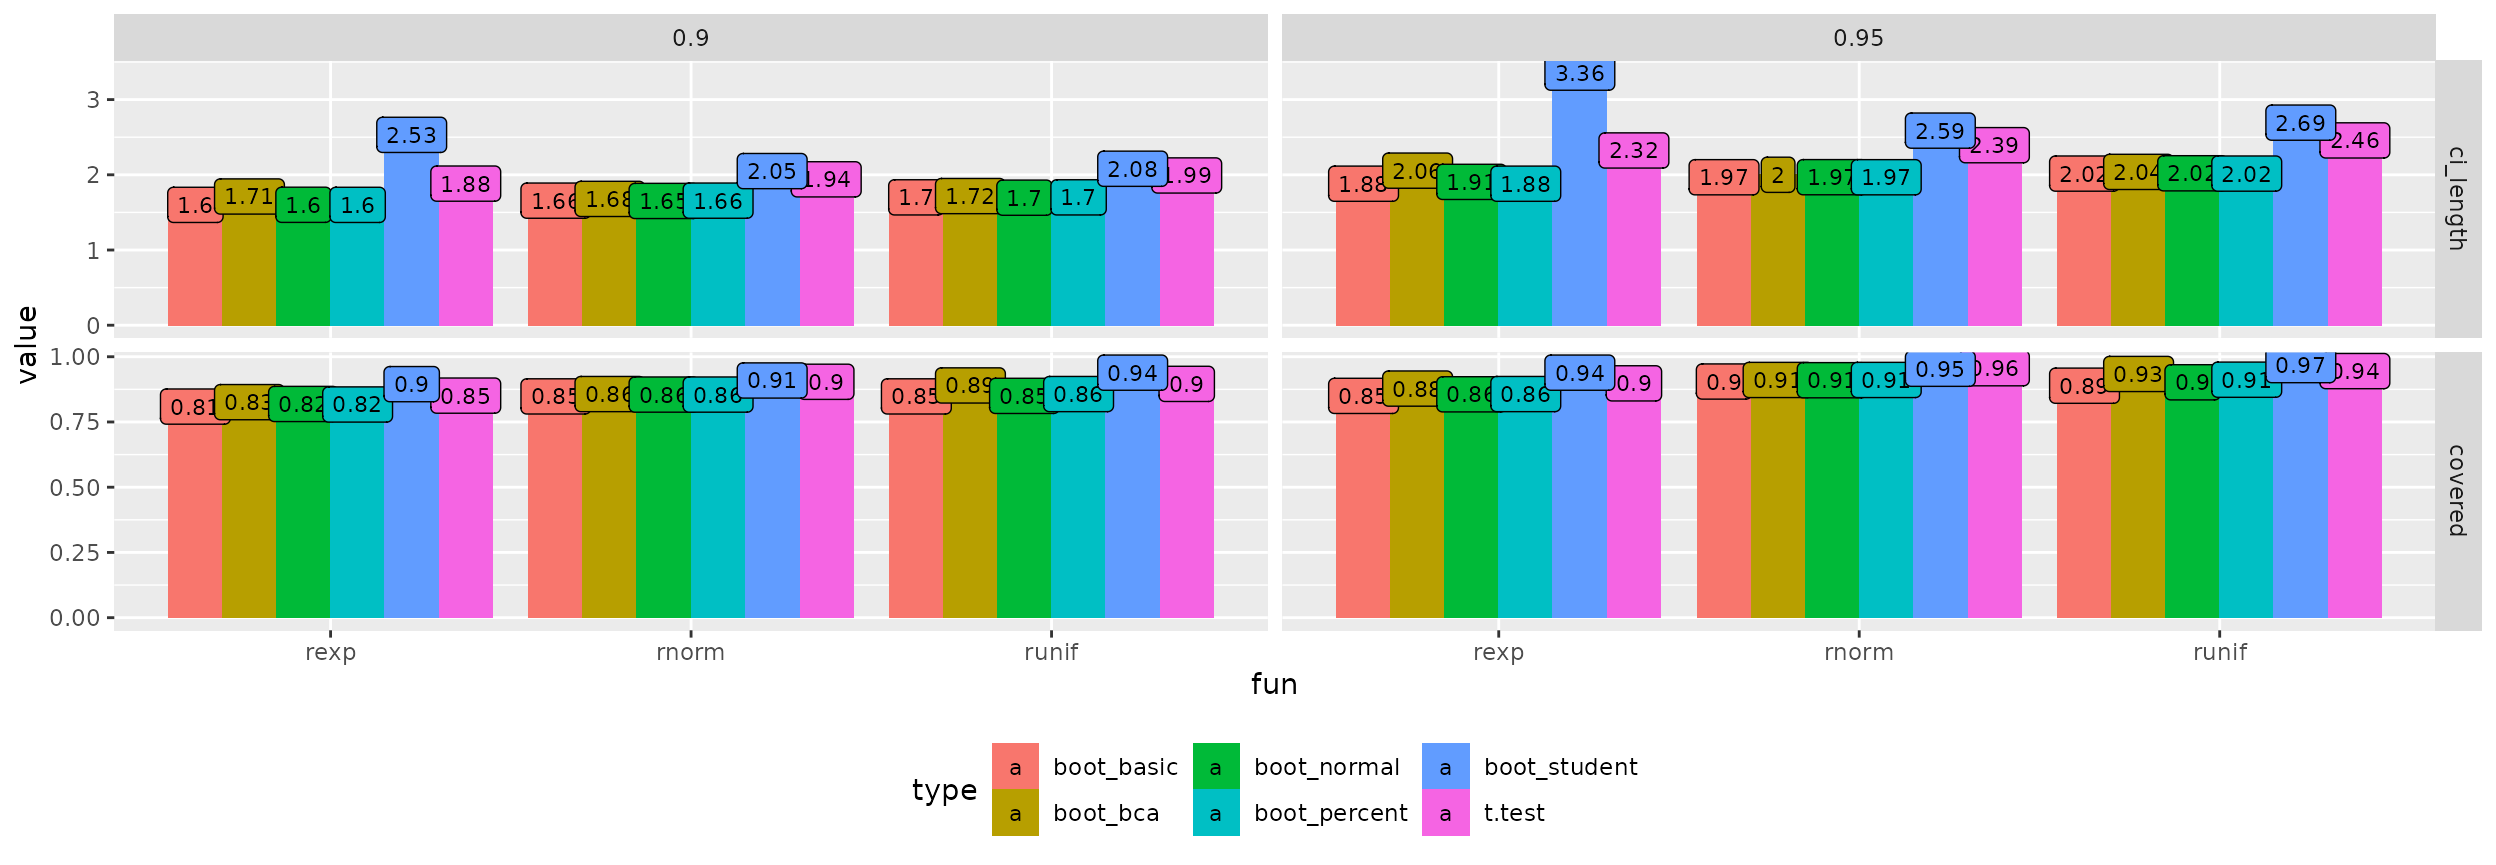 0.9 0.95
3
2
1
0
1.6 1.71 1.6 1.6 2.53 1.88 1.66 1.68 1.65 1.66 2.05 1.94 1.7 1.72 1.7 1.7 2.08 1.99
1.88 2.06 1.91 1.88 3.36 2.32 1.97 2 1.97 1.97 2.59 2.39 2.02 2.04 2.02 2.02 2.69 2.46
ci_length
value
1.00
0.75
0.50
0.25
0.00
0.81 0.83 0.82 0.82 0.9 0.85 0.85 0.86 0.86 0.86 0.91 0.9 0.85 0.89 0.85 0.86 0.94 0.9
0.85 0.88 0.86 0.86 0.94 0.9 0.9 0.91 0.91 0.91 0.95 0.96 0.89 0.93 0.9 0.91 0.97 0.94
covered
rexp rnorm runif rexp rnorm runif
fun
type
a boot_basic a boot_normal a boot_student
a boot_bca a boot_percent a t.test